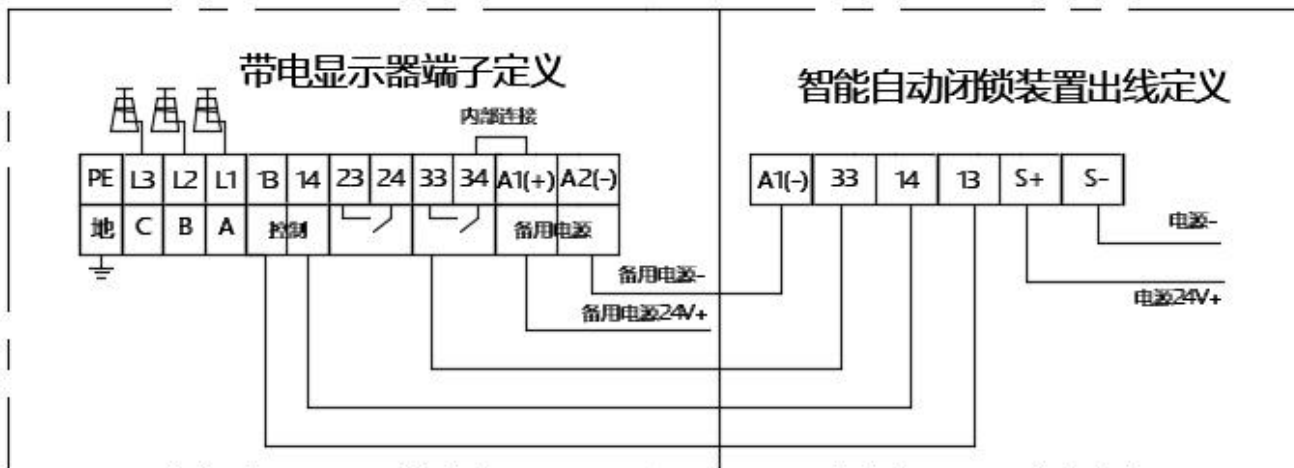 带电显示器端子定义
智能自动闭锁装置出线定义
内部连接
PE L3 L2 L1 13 14 23 24 33 34 A1(+) A2(-)
地 C B A 控制 备用电源
A1(-) 33 14 13 S+ S-
电源-
备用电源-
电源24V+
备用电源24V+